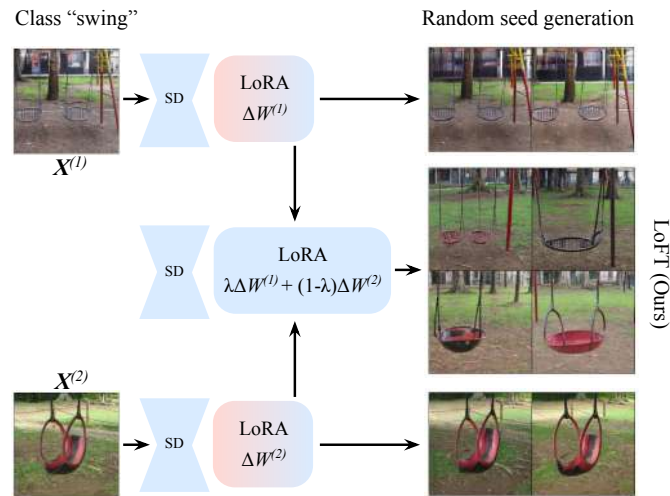 Class “swing”
Random seed generation
SD
LoRA
ΔW⁽¹⁾
X⁽¹⁾
SD
LoRA
λΔW⁽¹⁾ + (1-λ)ΔW⁽²⁾
LoFT (Ours)
X⁽²⁾
SD
LoRA
ΔW⁽²⁾